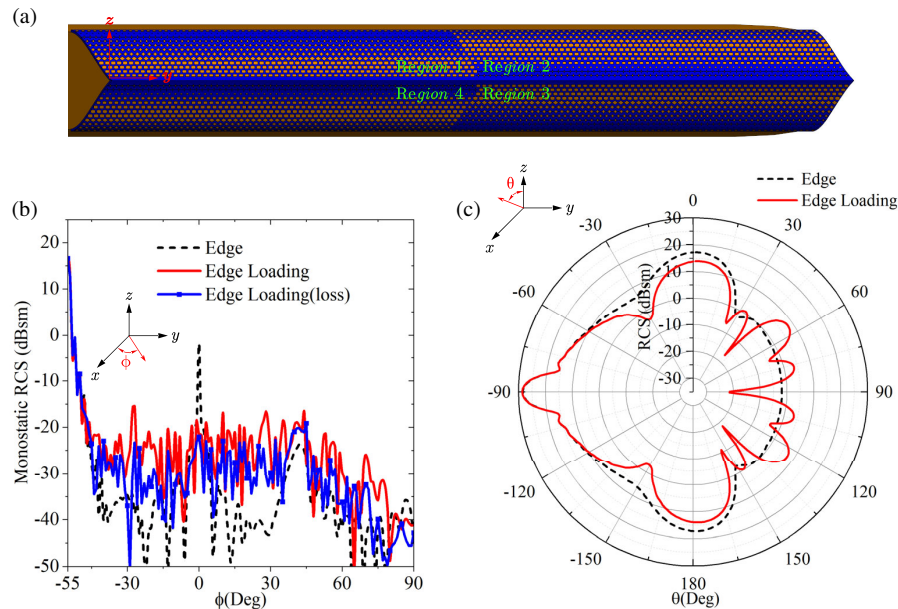 (a)
z
y
Region 1 Region 2
Region 4 Region 3
(b)
Edge
Edge Loading
Edge Loading(loss)
z
y
x
ϕ
Monostatic RCS (dBsm)
20
10
0
-10
-20
-30
-40
-50
-55 -30 0 30 60 90
ϕ(Deg)
(c)
z
θ
y
x
Edge
Edge Loading
0
30
60
90
120
150
180
-150
-120
-90
-60
-30
RCS (dBsm)
30
20
10
0
-10
-20
-30
θ(Deg)